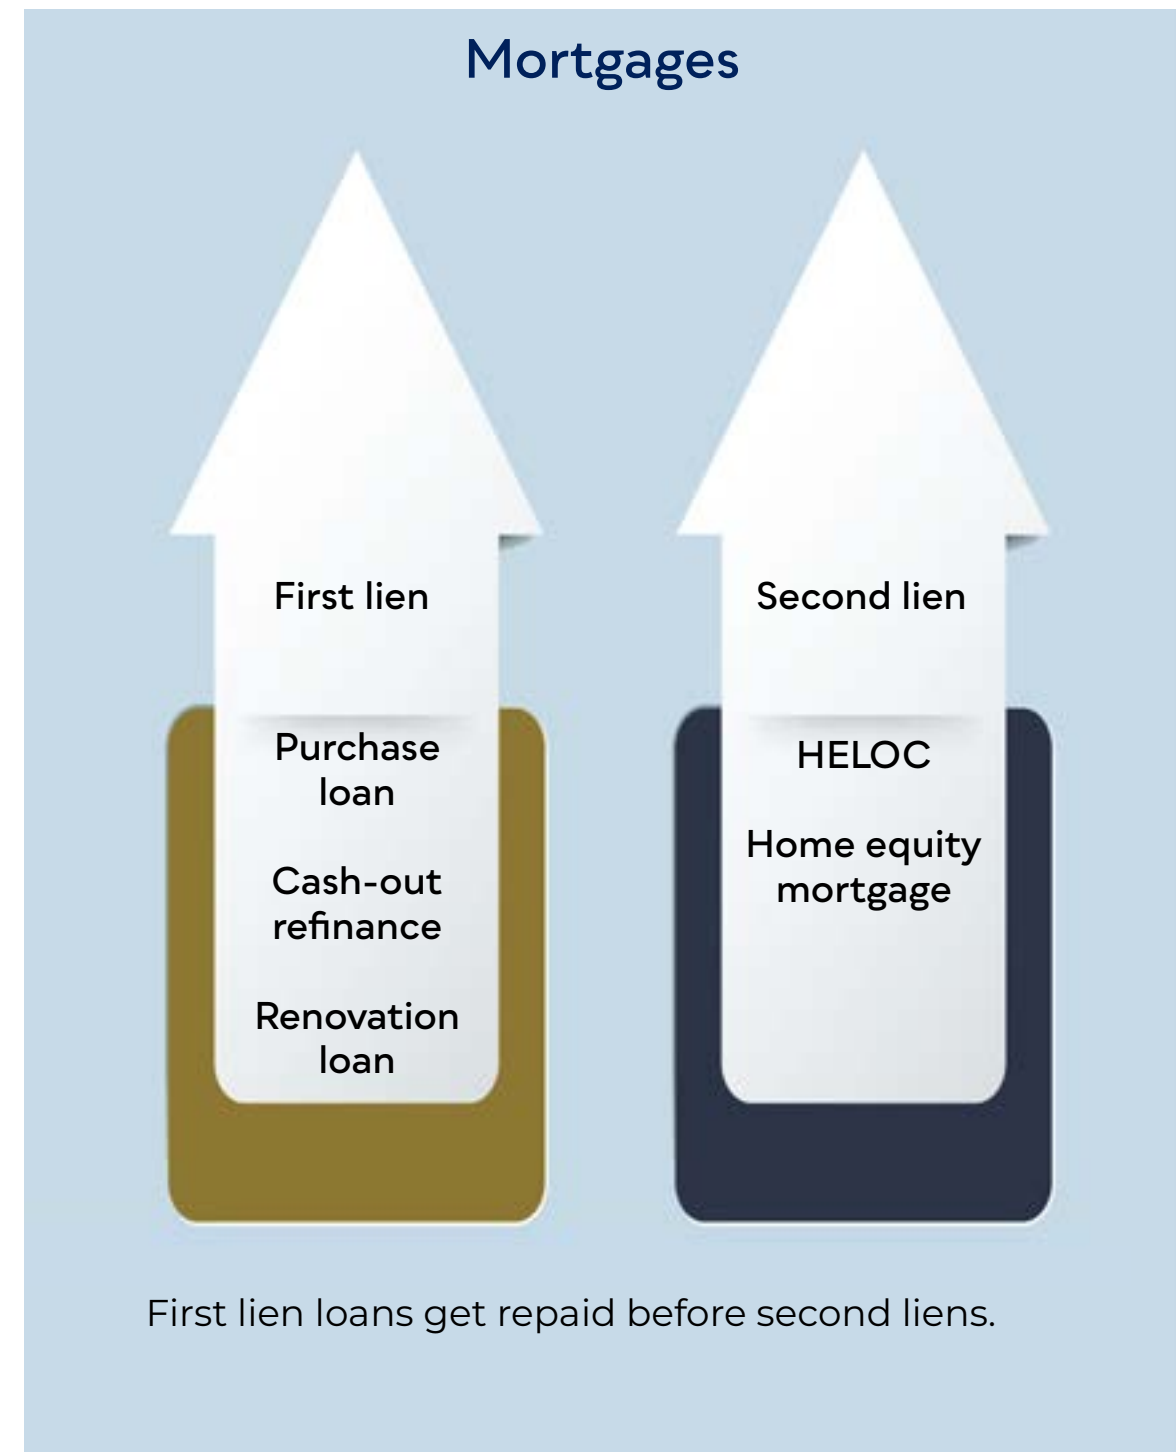 Mortgages
First lien
Purchase
loan
Cash-out
refinance
Renovation
loan
Second lien
HELOC
Home equity
mortgage
First lien loans get repaid before second liens.